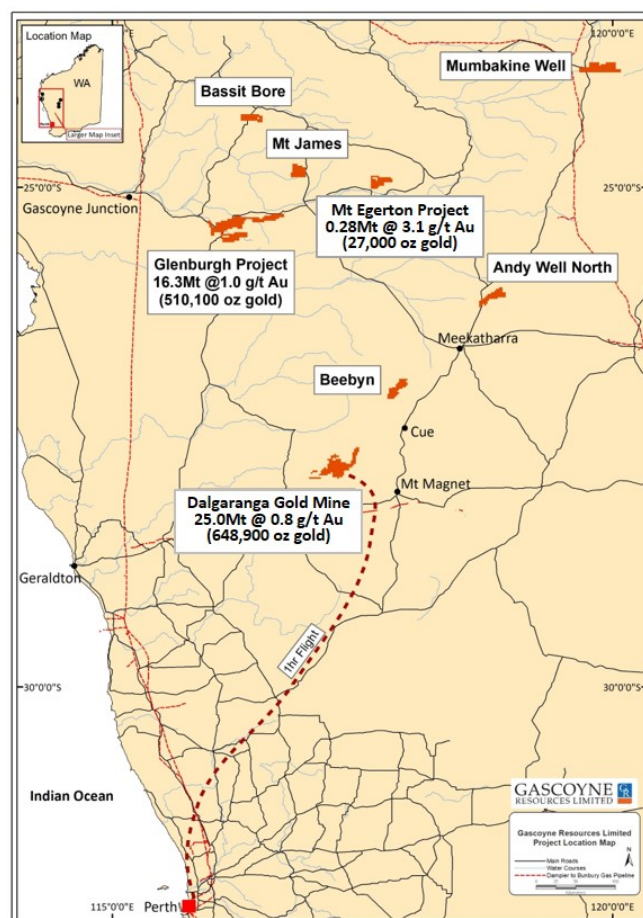 Location Map
WA
Larger Map Inset
120°0'0"E
Mumbakine Well
Bassit Bore
Mt James
25°0'0"S
25°0'0"S
Gascoyne Junction
Mt Egerton Project
0.28Mt @ 3.1 g/t Au
(27,000 oz gold)
Glenburgh Project
16.3Mt @1.0 g/t Au
(510,100 oz gold)
Andy Well North
Meekatharra
Beebyn
Cue
Mt Magnet
Dalgaranga Gold Mine
25.0Mt @ 0.8 g/t Au
(648,900 oz gold)
Geraldton
1hr Flight
30°0'0"S
30°0'0"S
Indian Ocean
GASCOYNE
RESOURCES LIMITED
Gascoyne Resources Limited
Project Location Map
N
Main Roads
Water Courses
Damper to Bunbury Gas Pipeline
Perth
115°0'0"E
120°0'0"E